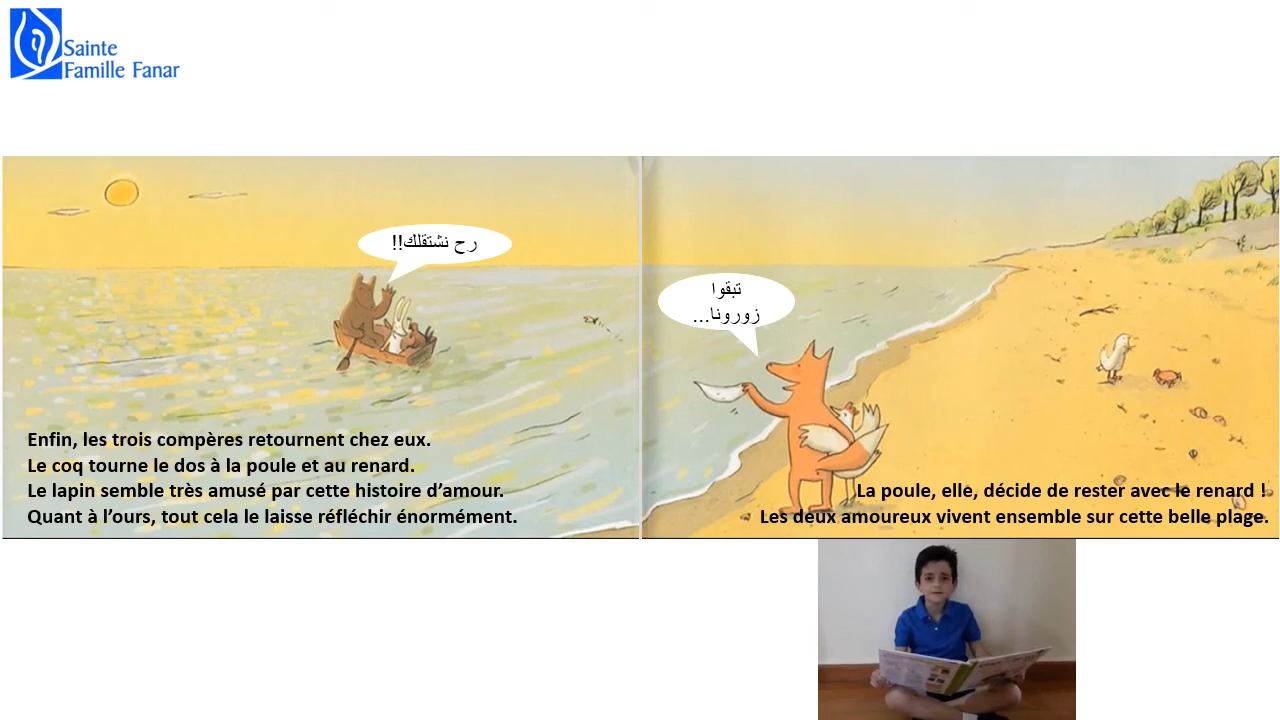 Sainte
Famille Fanar
رح نشتقلك!!
تبقوا
زورونا...
Enfin, les trois compères retournent chez eux.
Le coq tourne le dos à la poule et au renard.
Le lapin semble très amusé par cette histoire d’amour.
Quant à l’ours, tout cela le laisse réfléchir énormément.
La poule, elle, décide de rester avec le renard !
Les deux amoureux vivent ensemble sur cette belle plage.